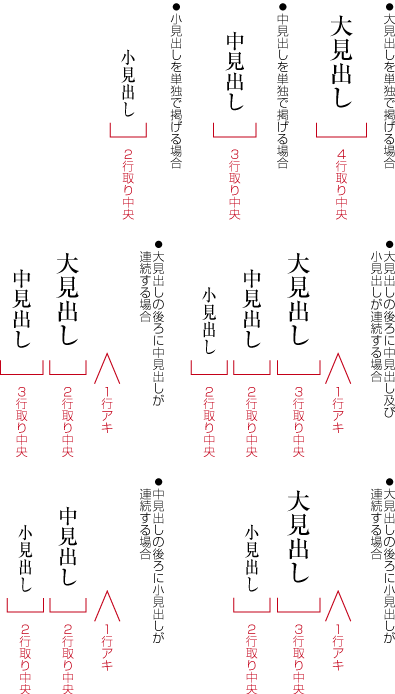 ●大見出しを単独で掲げる場合
大見出し
4行取り中央
●中見出しを単独で掲げる場合
中見出し
3行取り中央
●小見出しを単独で掲げる場合
小見出し
2行取り中央
●大見出しの後ろに中見出し及び
小見出しが連続する場合
1行アキ
大見出し
3行取り中央
中見出し
2行取り中央
小見出し
2行取り中央
●大見出しの後ろに中見出しが
連続する場合
1行アキ
大見出し
2行取り中央
中見出し
3行取り中央
●大見出しの後ろに小見出しが
連続する場合
1行アキ
大見出し
3行取り中央
小見出し
2行取り中央
●中見出しの後ろに小見出しが
連続する場合
1行アキ
中見出し
2行取り中央
小見出し
2行取り中央